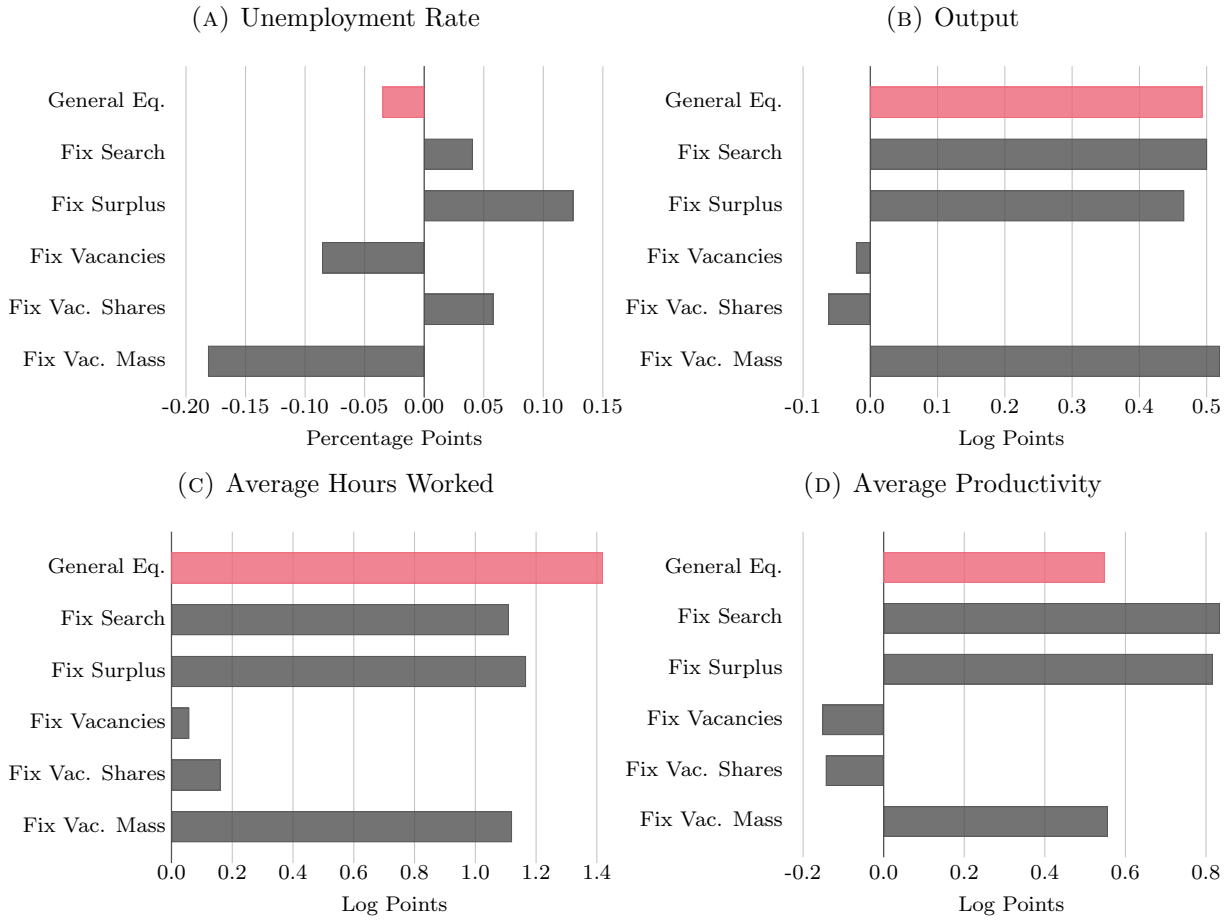 (A) Unemployment Rate
General Eq.
Fix Search
Fix Surplus
Fix Vacancies
Fix Vac. Shares
Fix Vac. Mass
-0.20 -0.15 -0.10 -0.05 0.00 0.05 0.10 0.15
Percentage Points
(B) Output
General Eq.
Fix Search
Fix Surplus
Fix Vacancies
Fix Vac. Shares
Fix Vac. Mass
-0.1 0.0 0.1 0.2 0.3 0.4 0.5
Log Points
(C) Average Hours Worked
General Eq.
Fix Search
Fix Surplus
Fix Vacancies
Fix Vac. Shares
Fix Vac. Mass
0.0 0.2 0.4 0.6 0.8 1.0 1.2 1.4
Log Points
(D) Average Productivity
General Eq.
Fix Search
Fix Surplus
Fix Vacancies
Fix Vac. Shares
Fix Vac. Mass
-0.2 0.0 0.2 0.4 0.6 0.8
Log Points